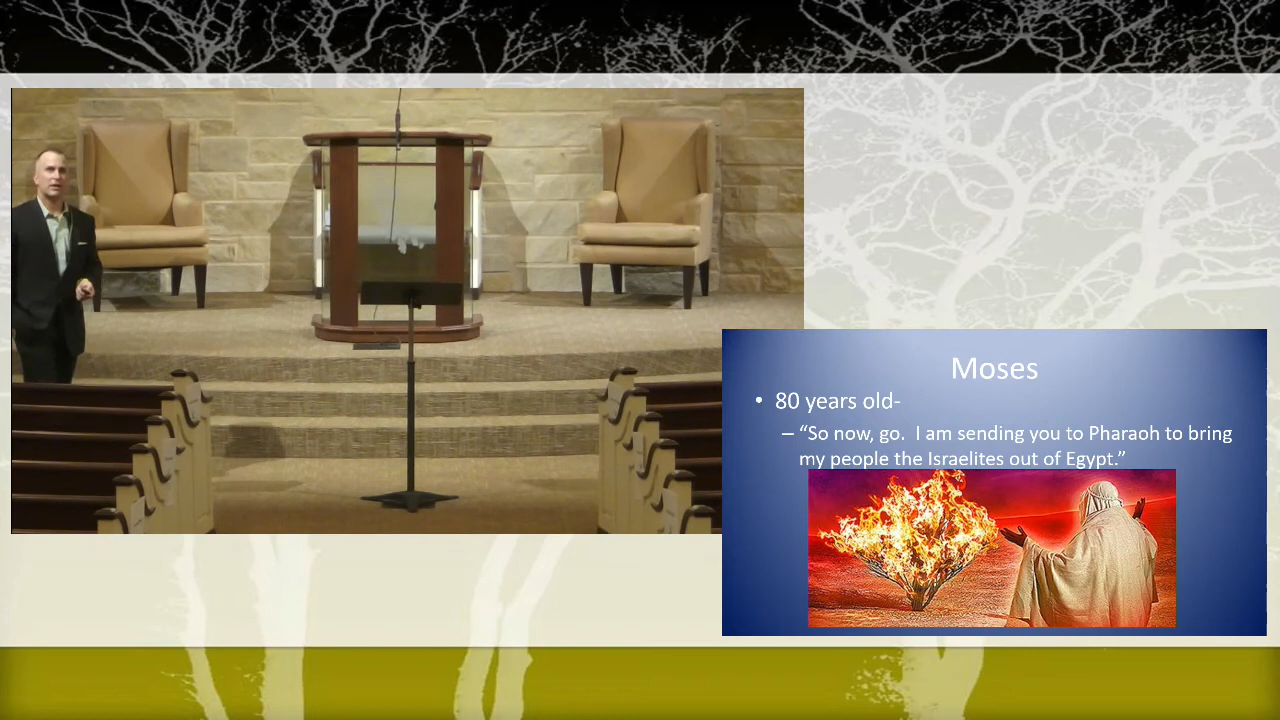 Moses
• 80 years old-
– “So now, go.  I am sending you to Pharaoh to bring
my people the Israelites out of Egypt.”